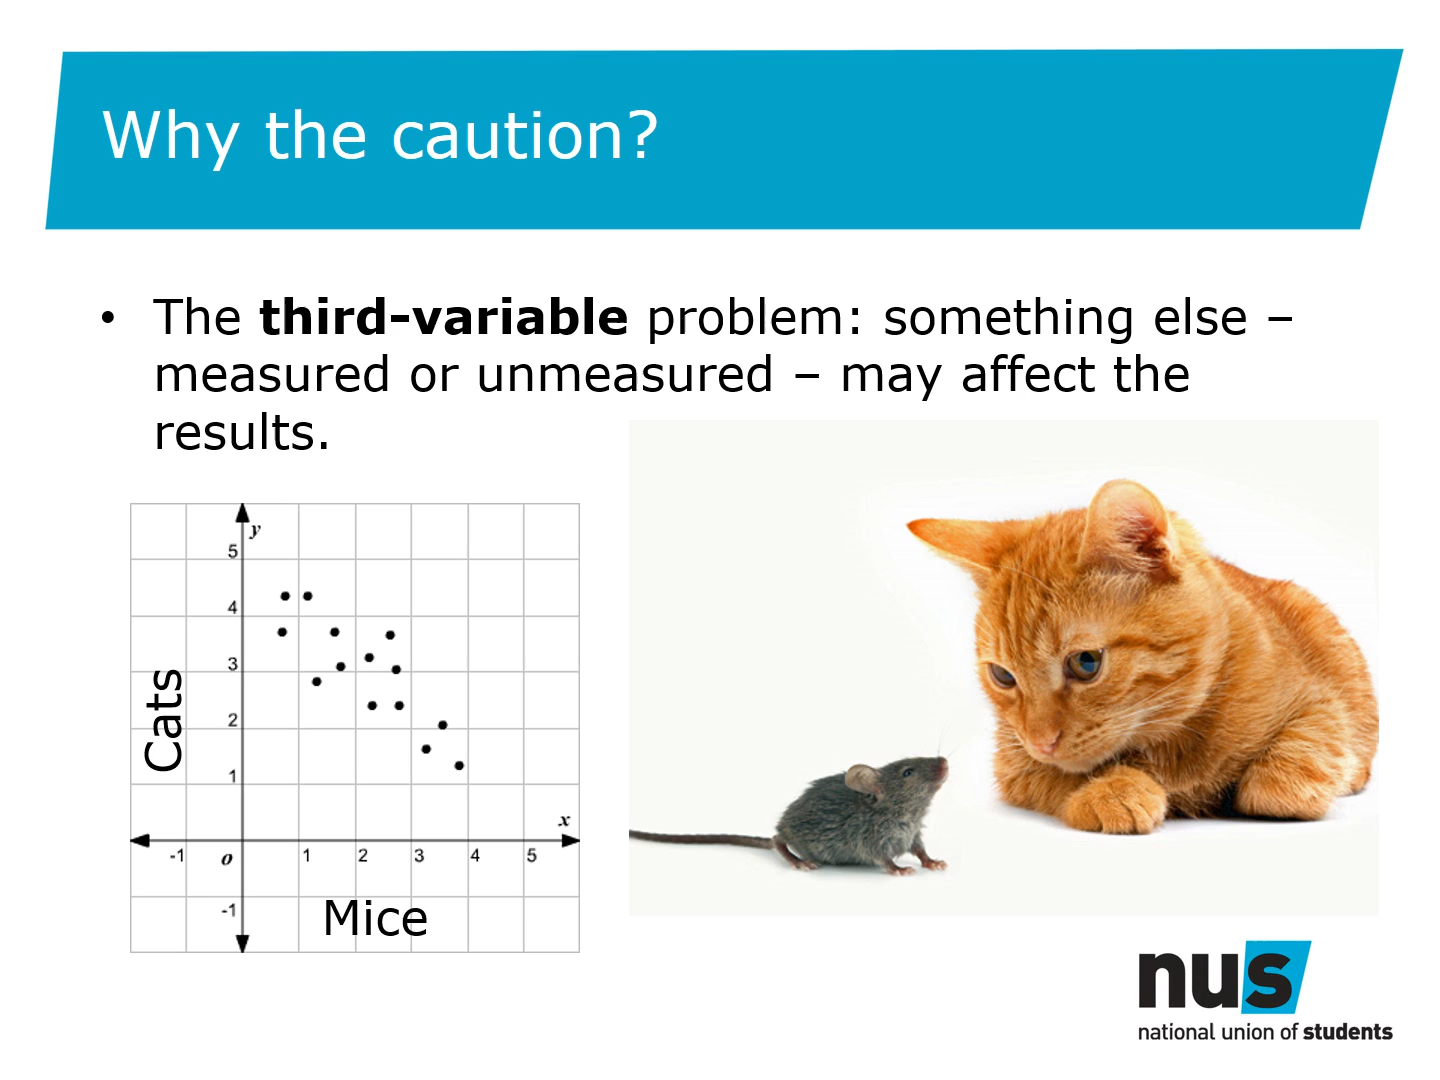 Why the caution?
• The third-variable problem: something else –
measured or unmeasured – may affect the
results.
y
5
4
3
2
1
Cats
x
-1 o 1 2 3 4 5
-1
Mice
nus
national union of students